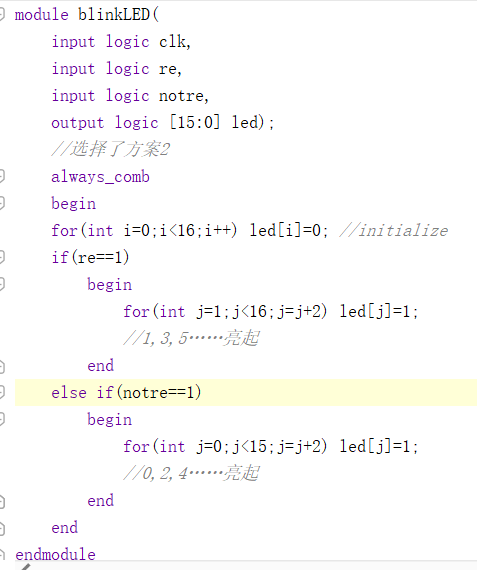 module blinkLED(
input logic clk,
input logic re,
input logic notre,
output logic [15:0] led);
//选择了方案2
always_comb
begin
for(int i=0;i<16;i++) led[i]=0; //initialize
if(re==1)
begin
for(int j=1;j<16;j=j+2) led[j]=1;
//1,3,5……亮起
end
else if(notre==1)
begin
for(int j=0;j<15;j=j+2) led[j]=1;
//0,2,4……亮起
end
end
endmodule